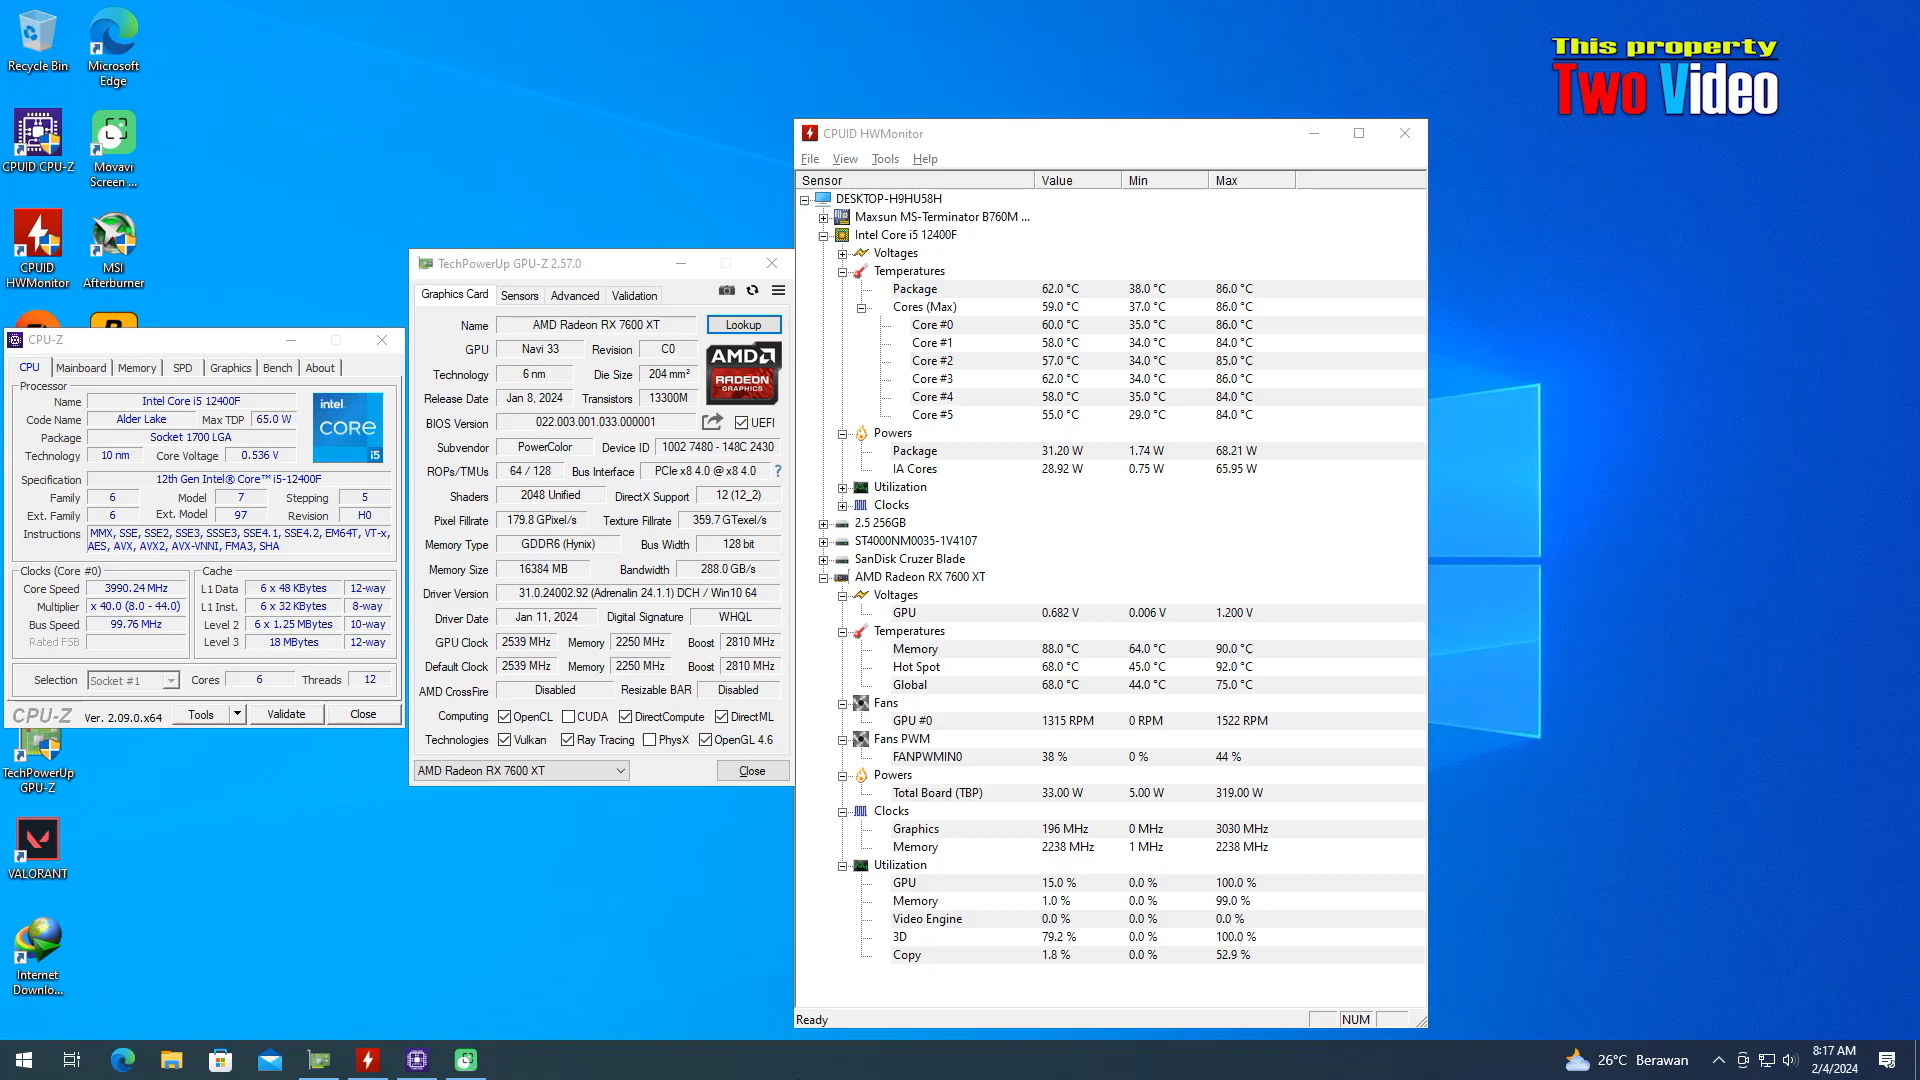 Recycle Bin
Microsoft
Edge
CPUID CPU-Z
Movavi
Screen ...
CPUID
HWMonitor
MSI
Afterburner
TechPowerUp
GPU-Z
VALORANT
Internet
Downlo...
This property
Two Video
CPU-Z
CPU Mainboard Memory SPD Graphics Bench About
Processor
Name Intel Core i5 12400F
Code Name Alder Lake Max TDP 65.0 W
Package Socket 1700 LGA
Technology 10 nm Core Voltage 0.536 V
intel.
CORE
i5
Specification 12th Gen Intel® Core™ i5-12400F
Family 6 Model 7 Stepping 5
Ext. Family 6 Ext. Model 97 Revision H0
Instructions MMX, SSE, SSE2, SSE3, SSSE3, SSE4.1, SSE4.2, EM64T, VT-x,
AES, AVX, AVX2, AVX-VNNI, FMA3, SHA
Clocks (Core #0)
Core Speed 3990.24 MHz
Multiplier x 40.0 (8.0 - 44.0)
Bus Speed 99.76 MHz
Rated FSB
Cache
L1 Data 6 x 48 KBytes 12-way
L1 Inst. 6 x 32 KBytes 8-way
Level 2 6 x 1.25 MBytes 10-way
Level 3 18 MBytes 12-way
Selection Socket #1 Cores 6 Threads 12
CPU-Z Ver. 2.09.0.x64 Tools Validate Close
TechPowerUp GPU-Z 2.57.0
Graphics Card Sensors Advanced Validation
Name AMD Radeon RX 7600 XT Lookup
GPU Navi 33 Revision C0
Technology 6 nm Die Size 204 mm²
Release Date Jan 8, 2024 Transistors 13300M
AMD
RADEON
GRAPHICS
BIOS Version 022.003.001.033.000001 UEFI
Subvendor PowerColor Device ID 1002 7480 - 148C 2430
ROPs/TMUs 64 / 128 Bus Interface PCIe x8 4.0 @ x8 4.0 ?
Shaders 2048 Unified DirectX Support 12 (12_2)
Pixel Fillrate 179.8 GPixel/s Texture Fillrate 359.7 GTexel/s
Memory Type GDDR6 (Hynix) Bus Width 128 bit
Memory Size 16384 MB Bandwidth 288.0 GB/s
Driver Version 31.0.24002.92 (Adrenalin 24.1.1) DCH / Win10 64
Driver Date Jan 11, 2024 Digital Signature WHQL
GPU Clock 2539 MHz Memory 2250 MHz Boost 2810 MHz
Default Clock 2539 MHz Memory 2250 MHz Boost 2810 MHz
AMD CrossFire Disabled Resizable BAR Disabled
Computing OpenCL CUDA DirectCompute DirectML
Technologies Vulkan Ray Tracing PhysX OpenGL 4.6
AMD Radeon RX 7600 XT Close
CPUID HWMonitor
File View Tools Help
Sensor Value Min Max
DESKTOP-H9HU58H
Maxsun MS-Terminator B760M ...
Intel Core i5 12400F
Voltages
Temperatures
Package 62.0 °C 38.0 °C 86.0 °C
Cores (Max) 59.0 °C 37.0 °C 86.0 °C
Core #0 60.0 °C 35.0 °C 86.0 °C
Core #1 58.0 °C 34.0 °C 84.0 °C
Core #2 57.0 °C 34.0 °C 85.0 °C
Core #3 62.0 °C 34.0 °C 86.0 °C
Core #4 58.0 °C 35.0 °C 84.0 °C
Core #5 55.0 °C 29.0 °C 84.0 °C
Powers
Package 31.20 W 1.74 W 68.21 W
IA Cores 28.92 W 0.75 W 65.95 W
Utilization
Clocks
2.5 256GB
ST4000NM0035-1V4107
SanDisk Cruzer Blade
AMD Radeon RX 7600 XT
Voltages
GPU 0.682 V 0.006 V 1.200 V
Temperatures
Memory 88.0 °C 64.0 °C 90.0 °C
Hot Spot 68.0 °C 45.0 °C 92.0 °C
Global 68.0 °C 44.0 °C 75.0 °C
Fans
GPU #0 1315 RPM 0 RPM 1522 RPM
Fans PWM
FANPWMIN0 38 % 0 % 44 %
Powers
Total Board (TBP) 33.00 W 5.00 W 319.00 W
Clocks
Graphics 196 MHz 0 MHz 3030 MHz
Memory 2238 MHz 1 MHz 2238 MHz
Utilization
GPU 15.0 % 0.0 % 100.0 %
Memory 1.0 % 0.0 % 99.0 %
Video Engine 0.0 % 0.0 % 0.0 %
3D 79.2 % 0.0 % 100.0 %
Copy 1.8 % 0.0 % 52.9 %
Ready NUM
26°C Berawan
8:17 AM
2/4/2024